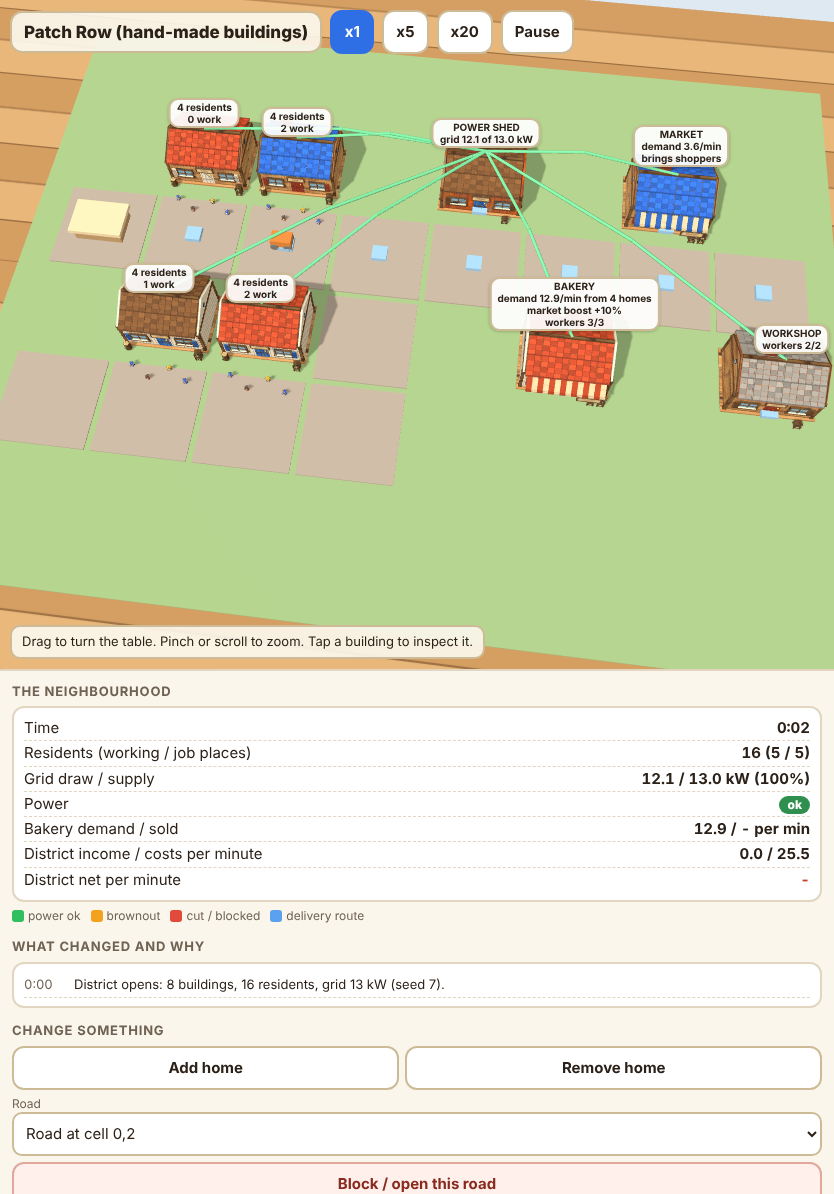 Patch Row (hand-made buildings)
x1
x5
x20
Pause
4 residents
0 work
4 residents
2 work
POWER SHED
grid 12.1 of 13.0 kW
MARKET
demand 3.6/min
brings shoppers
4 residents
1 work
4 residents
2 work
BAKERY
demand 12.9/min from 4 homes
market boost +10%
workers 3/3
WORKSHOP
workers 2/2
Drag to turn the table. Pinch or scroll to zoom. Tap a building to inspect it.
THE NEIGHBOURHOOD
Time 0:02
Residents (working / job places) 16 (5 / 5)
Grid draw / supply 12.1 / 13.0 kW (100%)
Power ok
Bakery demand / sold 12.9 / - per min
District income / costs per minute 0.0 / 25.5
District net per minute -
power ok brownout cut / blocked delivery route
WHAT CHANGED AND WHY
0:00 District opens: 8 buildings, 16 residents, grid 13 kW (seed 7).
CHANGE SOMETHING
Add home
Remove home
Road
Road at cell 0,2
Block / open this road